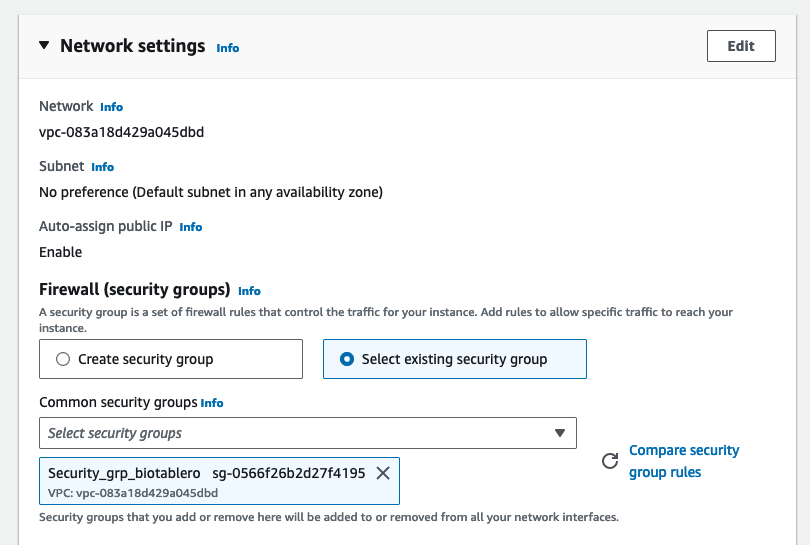 Network settings Info
Edit
Network Info
vpc-083a18d429a045dbd
Subnet Info
No preference (Default subnet in any availability zone)
Auto-assign public IP Info
Enable
Firewall (security groups) Info
A security group is a set of firewall rules that control the traffic for your instance. Add rules to allow specific traffic to reach your
instance.
Create security group
Select existing security group
Common security groups Info
Select security groups
Security_grp_biotablero sg-0566f26b2d27f4195
VPC: vpc-083a18d429a045dbd
Compare security
group rules
Security groups that you add or remove here will be added to or removed from all your network interfaces.